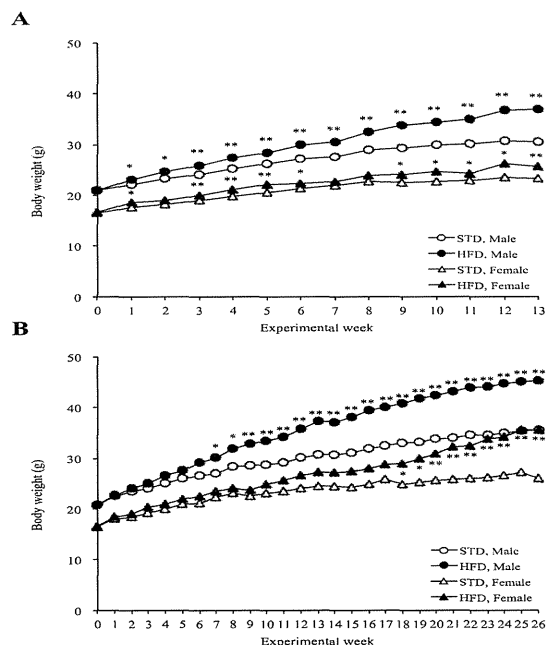 A
50
40
30
20
10
0
Body weight (g)
* * ** ** ** ** ** ** ** ** ** ** **
* ** ** * * * * * * **
STD, Male
HFD, Male
STD, Female
HFD, Female
0 1 2 3 4 5 6 7 8 9 10 11 12 13
Experimental week
B
50
40
30
20
10
0
Body weight (g)
* * ** ** ** ** ** ** ** ** ** ** ** ** ** ** ** ** ** **
* * ** ** ** ** ** ** **
STD, Male
HFD, Male
STD, Female
HFD, Female
0 1 2 3 4 5 6 7 8 9 10 11 12 13 14 15 16 17 18 19 20 21 22 23 24 25 26
Experimental week